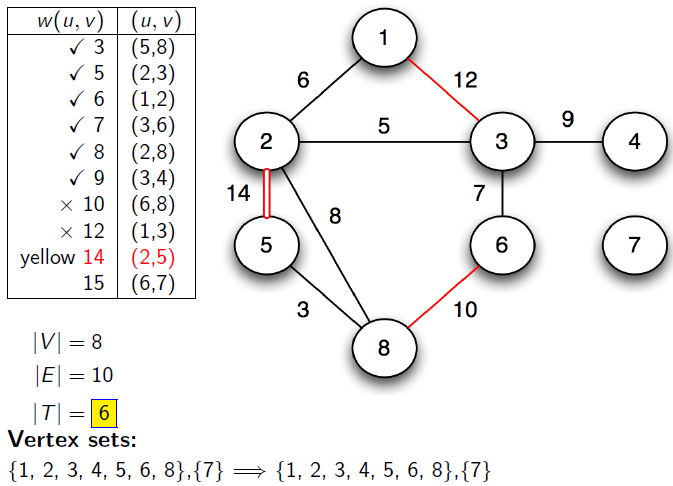 w(u, v) (u, v)
✓ 3 (5,8)
✓ 5 (2,3)
✓ 6 (1,2)
✓ 7 (3,6)
✓ 8 (2,8)
✓ 9 (3,4)
× 10 (6,8)
× 12 (1,3)
yellow 14 (2,5)
15 (6,7)
1
6 12
2 5 3 9 4
14 8 7
5 6 7
3 10
8
|V| = 8
|E| = 10
|T| = 6
Vertex sets:
{1, 2, 3, 4, 5, 6, 8},{7} ⟹ {1, 2, 3, 4, 5, 6, 8},{7}